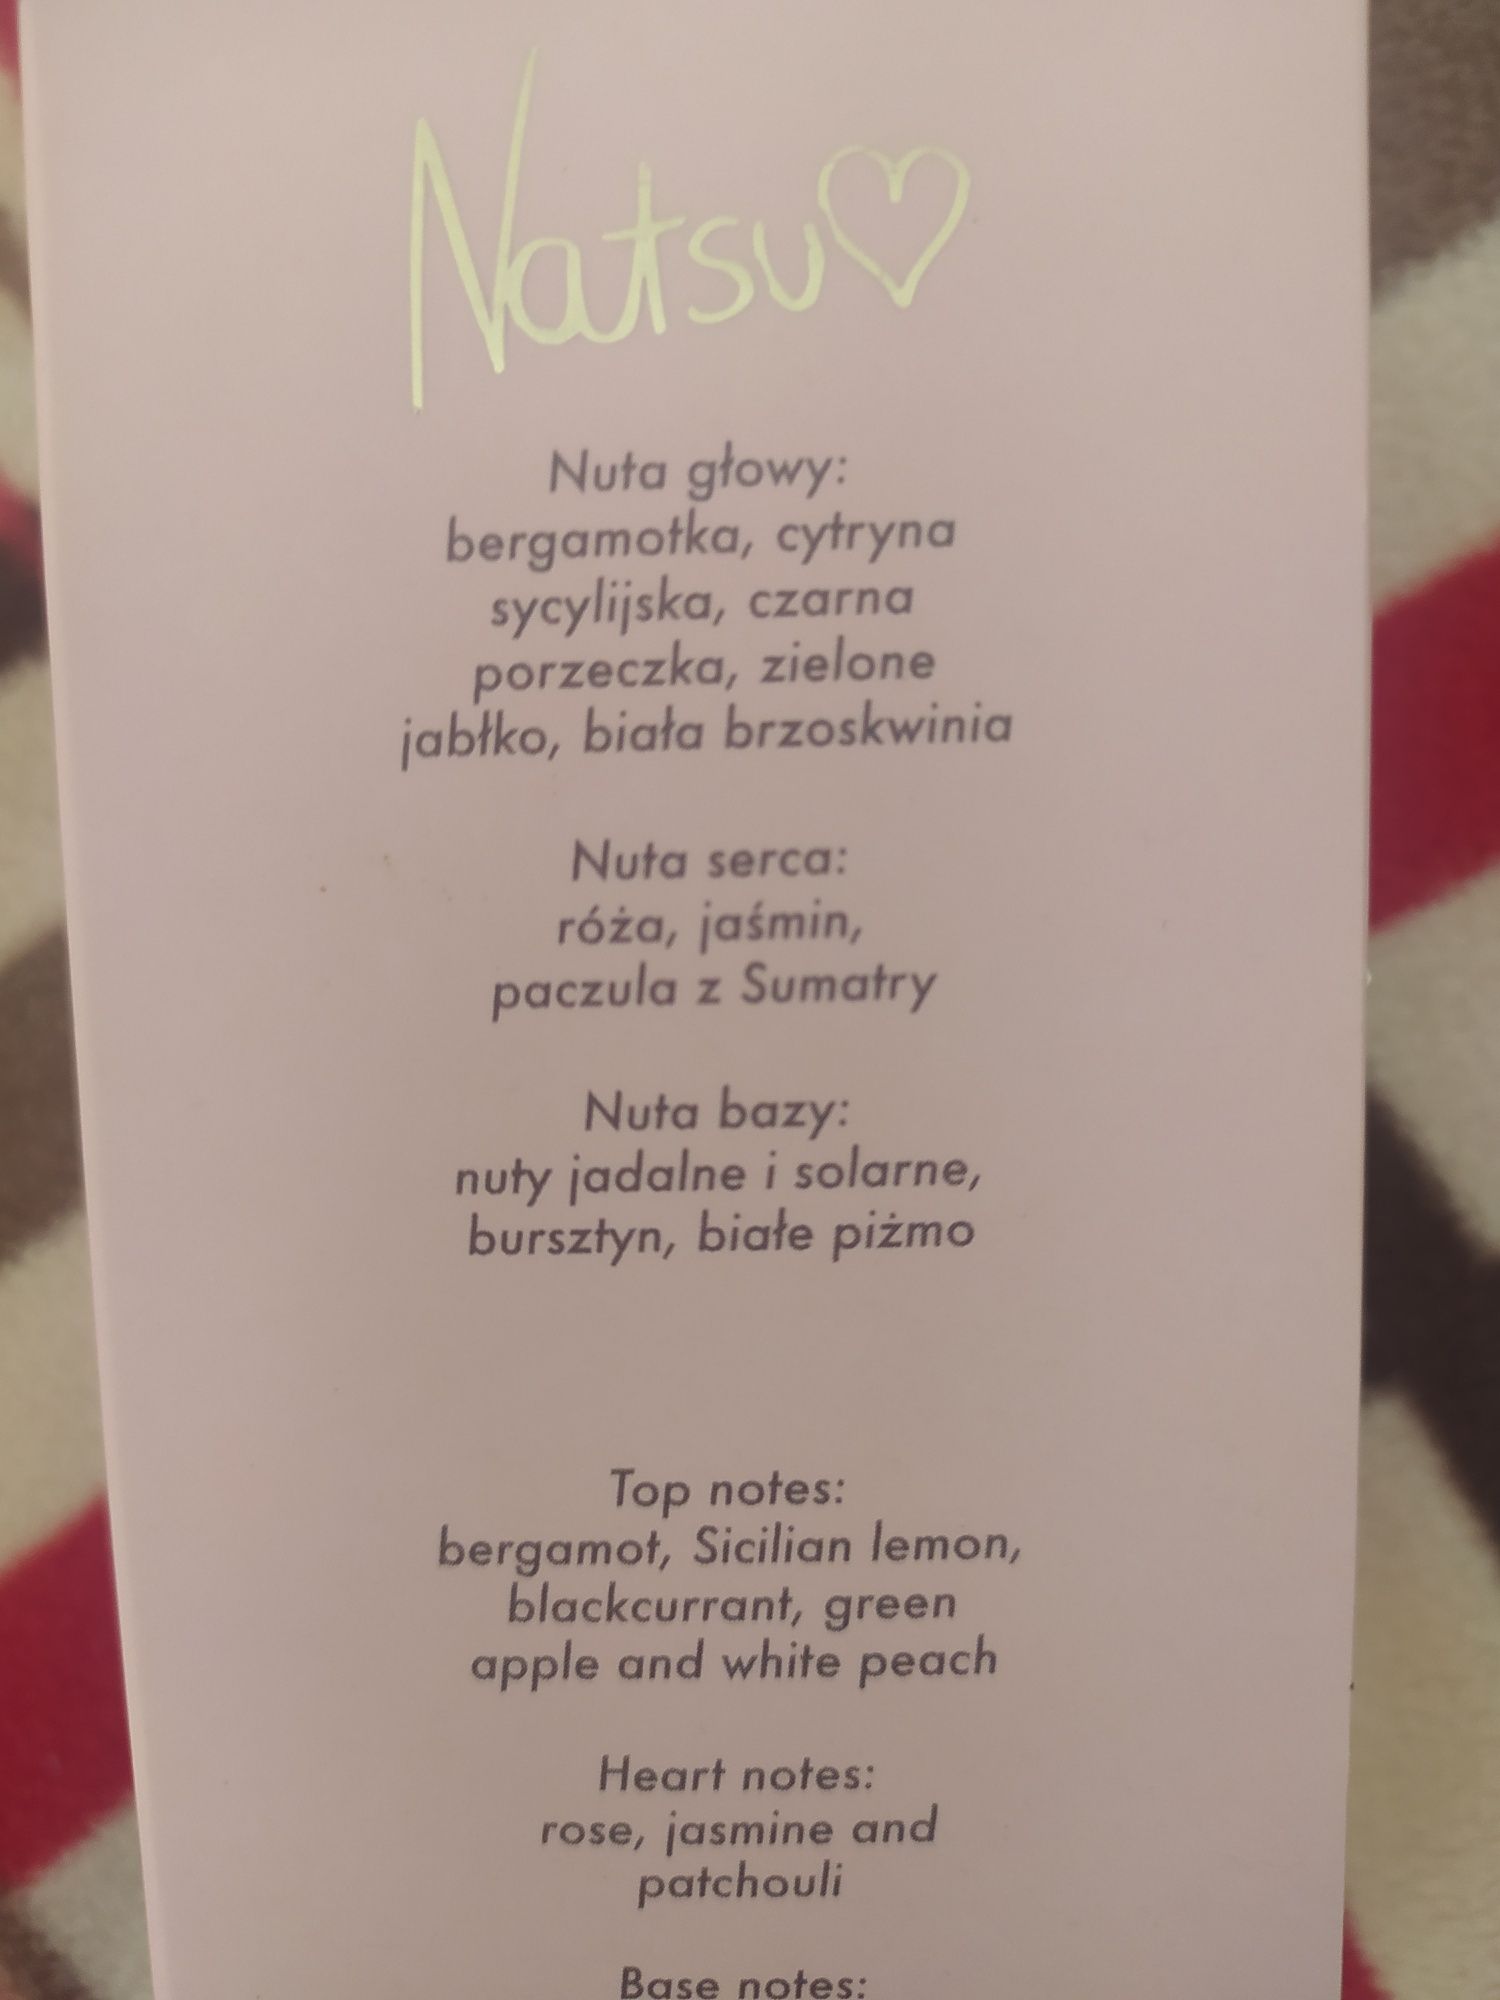 Natsu♡
Nuta głowy:
bergamotka, cytryna
sycylijska, czarna
porzeczka, zielone
jabłko, biała brzoskwinia
Nuta serca:
róża, jaśmin,
paczula z Sumatry
Nuta bazy:
nuty jadalne i solarne,
bursztyn, białe piżmo
Top notes:
bergamot, Sicilian lemon,
blackcurrant, green
apple and white peach
Heart notes:
rose, jasmine and
patchouli
Base notes: